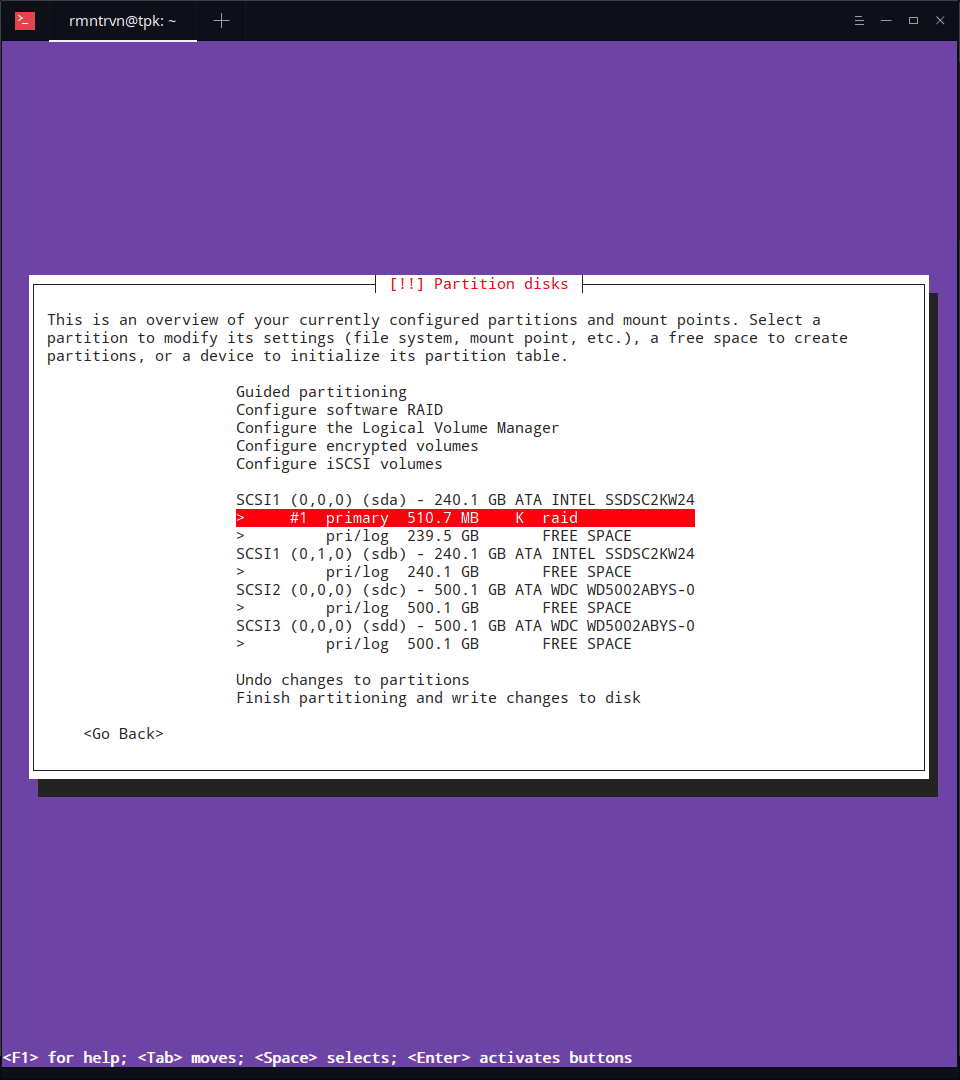 rmntrvn@tpk: ~
[!!] Partition disks
This is an overview of your currently configured partitions and mount points. Select a
partition to modify its settings (file system, mount point, etc.), a free space to create
partitions, or a device to initialize its partition table.
Guided partitioning
Configure software RAID
Configure the Logical Volume Manager
Configure encrypted volumes
Configure iSCSI volumes
SCSI1 (0,0,0) (sda) - 240.1 GB ATA INTEL SSDSC2KW24
>     #1  primary  510.7 MB    K  raid
>         pri/log  239.5 GB       FREE SPACE
SCSI1 (0,1,0) (sdb) - 240.1 GB ATA INTEL SSDSC2KW24
>         pri/log  240.1 GB       FREE SPACE
SCSI2 (0,0,0) (sdc) - 500.1 GB ATA WDC WD5002ABYS-0
>         pri/log  500.1 GB       FREE SPACE
SCSI3 (0,0,0) (sdd) - 500.1 GB ATA WDC WD5002ABYS-0
>         pri/log  500.1 GB       FREE SPACE
Undo changes to partitions
Finish partitioning and write changes to disk
<Go Back>
<F1> for help; <Tab> moves; <Space> selects; <Enter> activates buttons